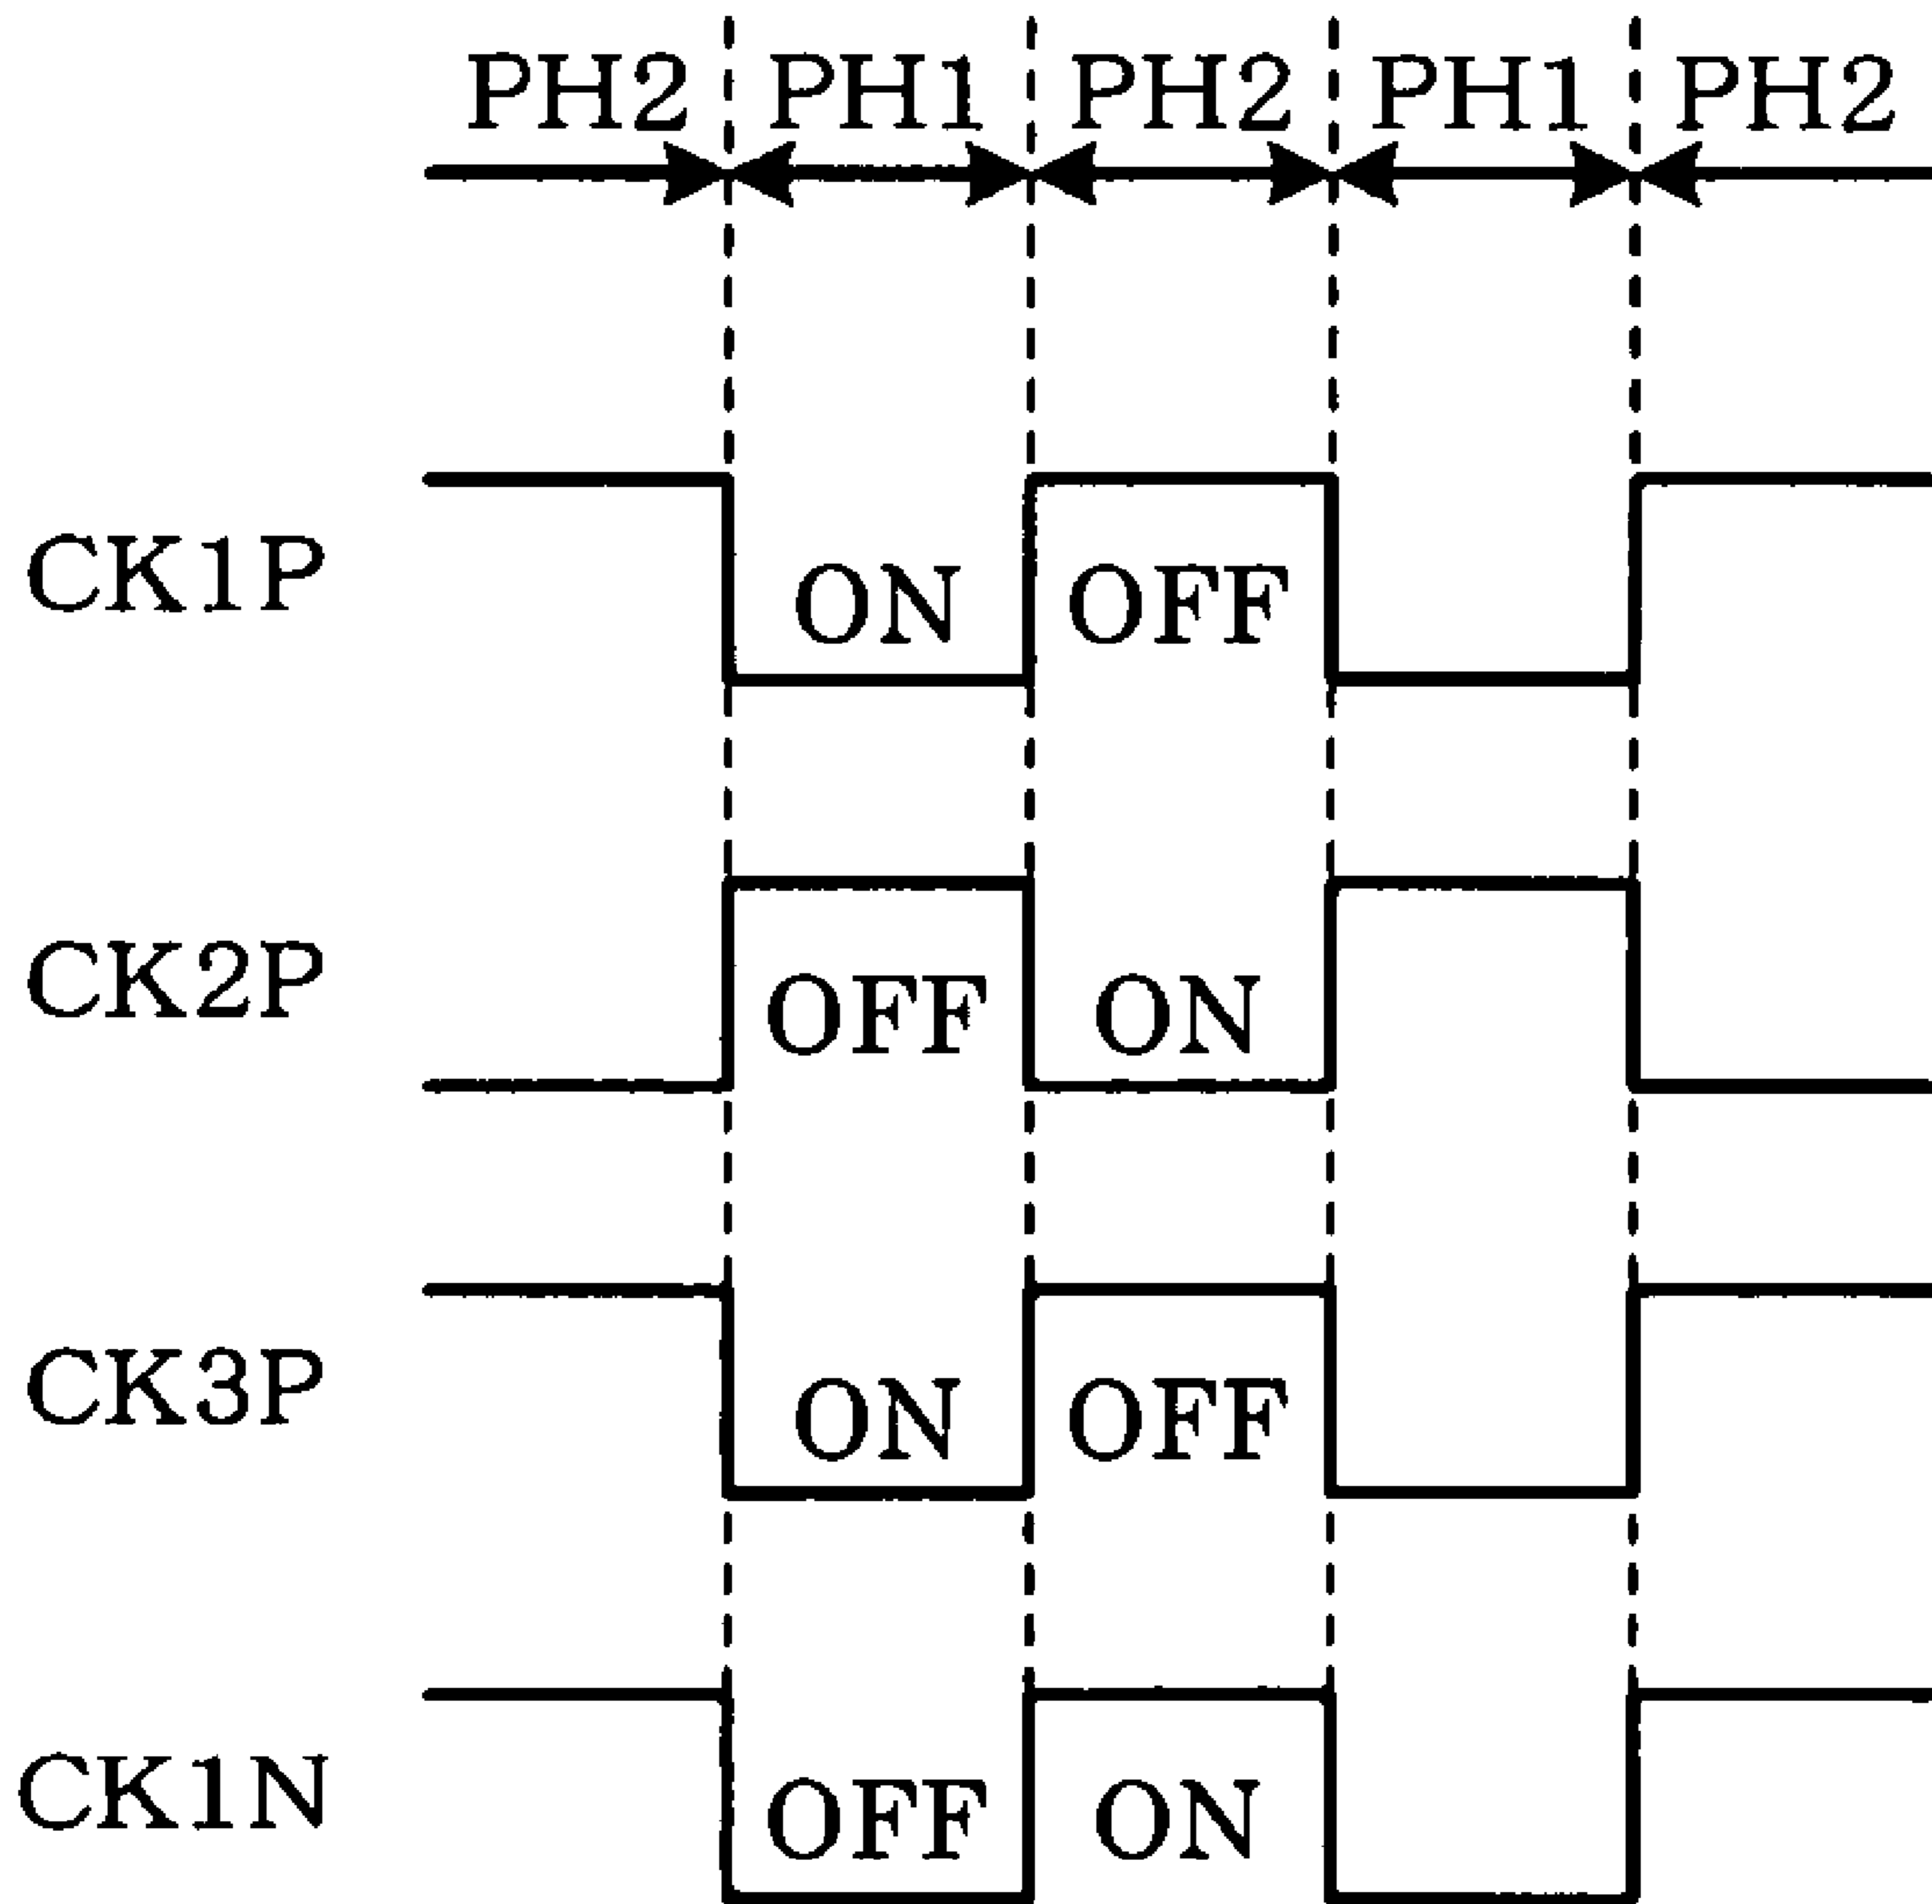 PH2 PH1 PH2 PH1 PH2
CK1P ON OFF
CK2P OFF ON
CK3P ON OFF
CK1N OFF ON